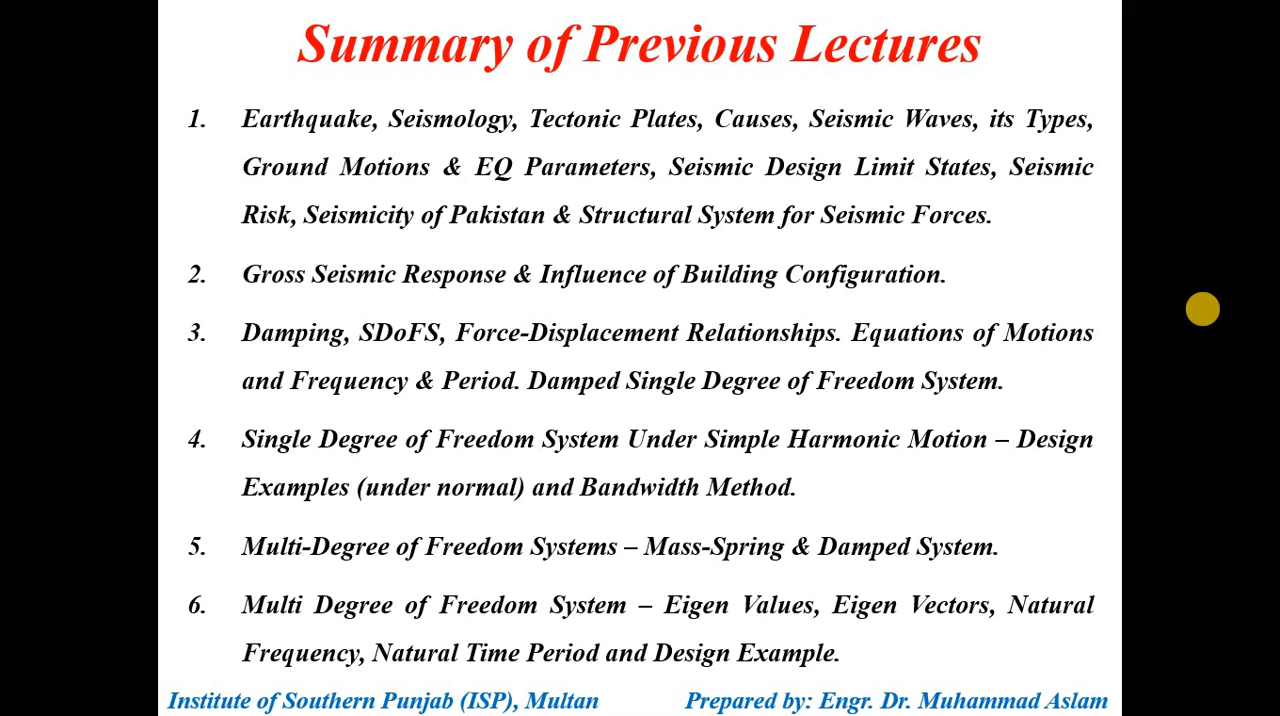 Summary of Previous Lectures
1. Earthquake, Seismology, Tectonic Plates, Causes, Seismic Waves, its Types,
Ground Motions & EQ Parameters, Seismic Design Limit States, Seismic
Risk, Seismicity of Pakistan & Structural System for Seismic Forces.
2. Gross Seismic Response & Influence of Building Configuration.
3. Damping, SDoFS, Force-Displacement Relationships. Equations of Motions
and Frequency & Period. Damped Single Degree of Freedom System.
4. Single Degree of Freedom System Under Simple Harmonic Motion – Design
Examples (under normal) and Bandwidth Method.
5. Multi-Degree of Freedom Systems – Mass-Spring & Damped System.
6. Multi Degree of Freedom System – Eigen Values, Eigen Vectors, Natural
Frequency, Natural Time Period and Design Example.
Institute of Southern Punjab (ISP), Multan Prepared by: Engr. Dr. Muhammad Aslam